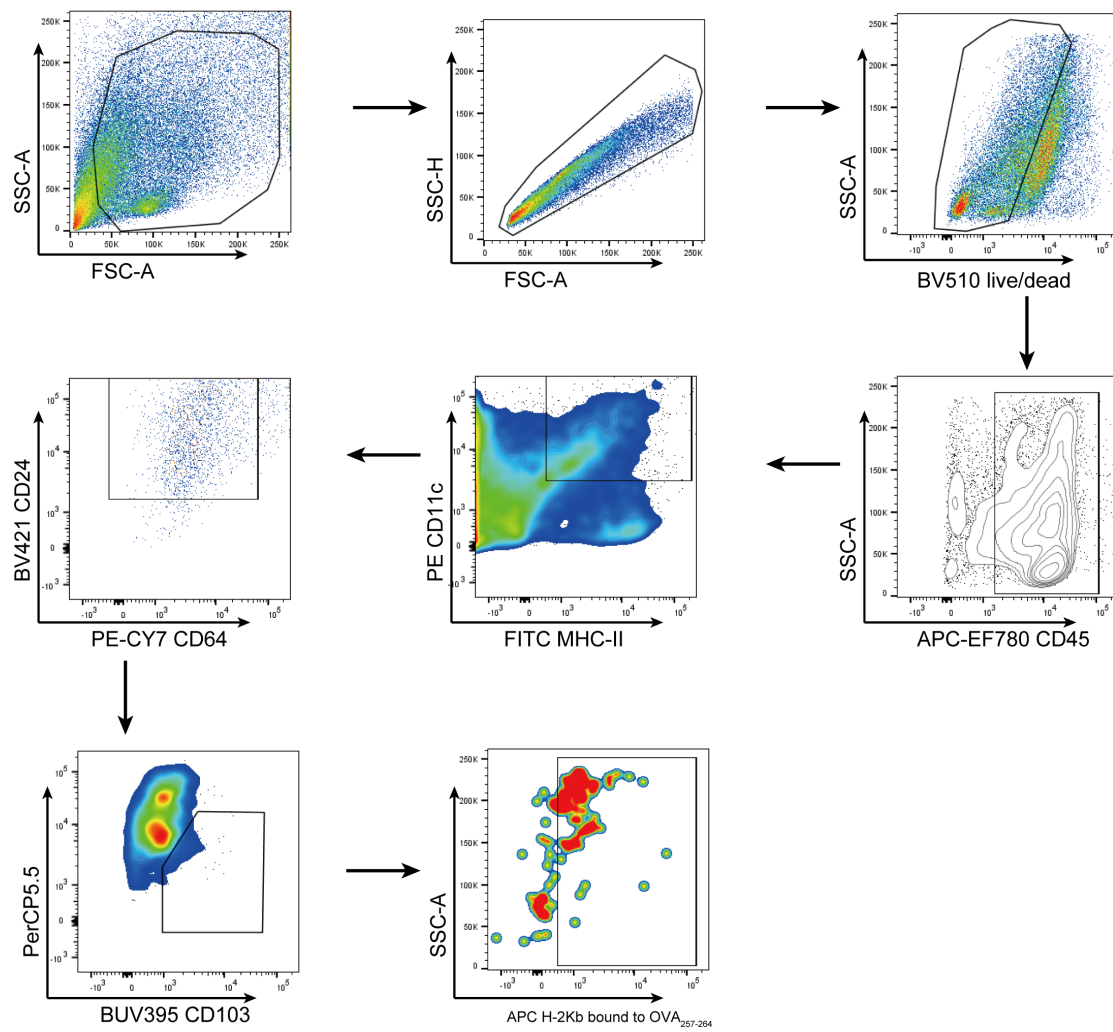 250K
200K
150K
100K
50K
0
0 50K 100K 150K 200K 250K
SSC-A
FSC-A
250K
200K
150K
100K
50K
0
50K 100K 150K 200K 250K
SSC-H
FSC-A
250K
200K
150K
100K
50K
0
-10³ 10³ 10⁴ 10⁵
SSC-A
BV510 live/dead
10⁵
10⁴
10³
0
-10³
-10³ 0 10³ 10⁴ 10⁵
BV421 CD24
PE-CY7 CD64
10⁵
10⁴
10³
0
-10³
-10³ 0 10³ 10⁴ 10⁵
PE CD11c
FITC MHC-II
250K
200K
150K
100K
50K
0
-10³ 0 10³ 10⁴ 10⁵
SSC-A
APC-EF780 CD45
10⁵
10⁴
10³
0
-10³
-10³ 0 10³ 10⁴ 10⁵
PerCP5.5
BUV395 CD103
250K
200K
150K
100K
50K
0
0 10³ 10⁴ 10⁵
SSC-A
APC H-2Kb bound to OVA₂₅₇₋₂₆₄